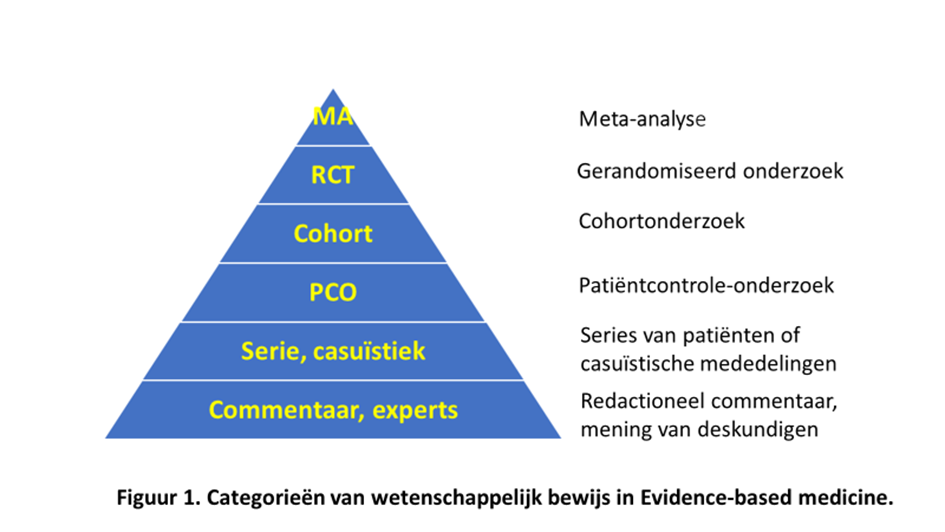 MA
Meta-analyse
RCT
Gerandomiseerd onderzoek
Cohort
Cohortonderzoek
PCO
Patiëntcontrole-onderzoek
Serie, casuïstiek
Series van patiënten of
casuïstische mededelingen
Commentaar, experts
Redactioneel commentaar,
mening van deskundigen
Figuur 1. Categorieën van wetenschappelijk bewijs in Evidence-based medicine.